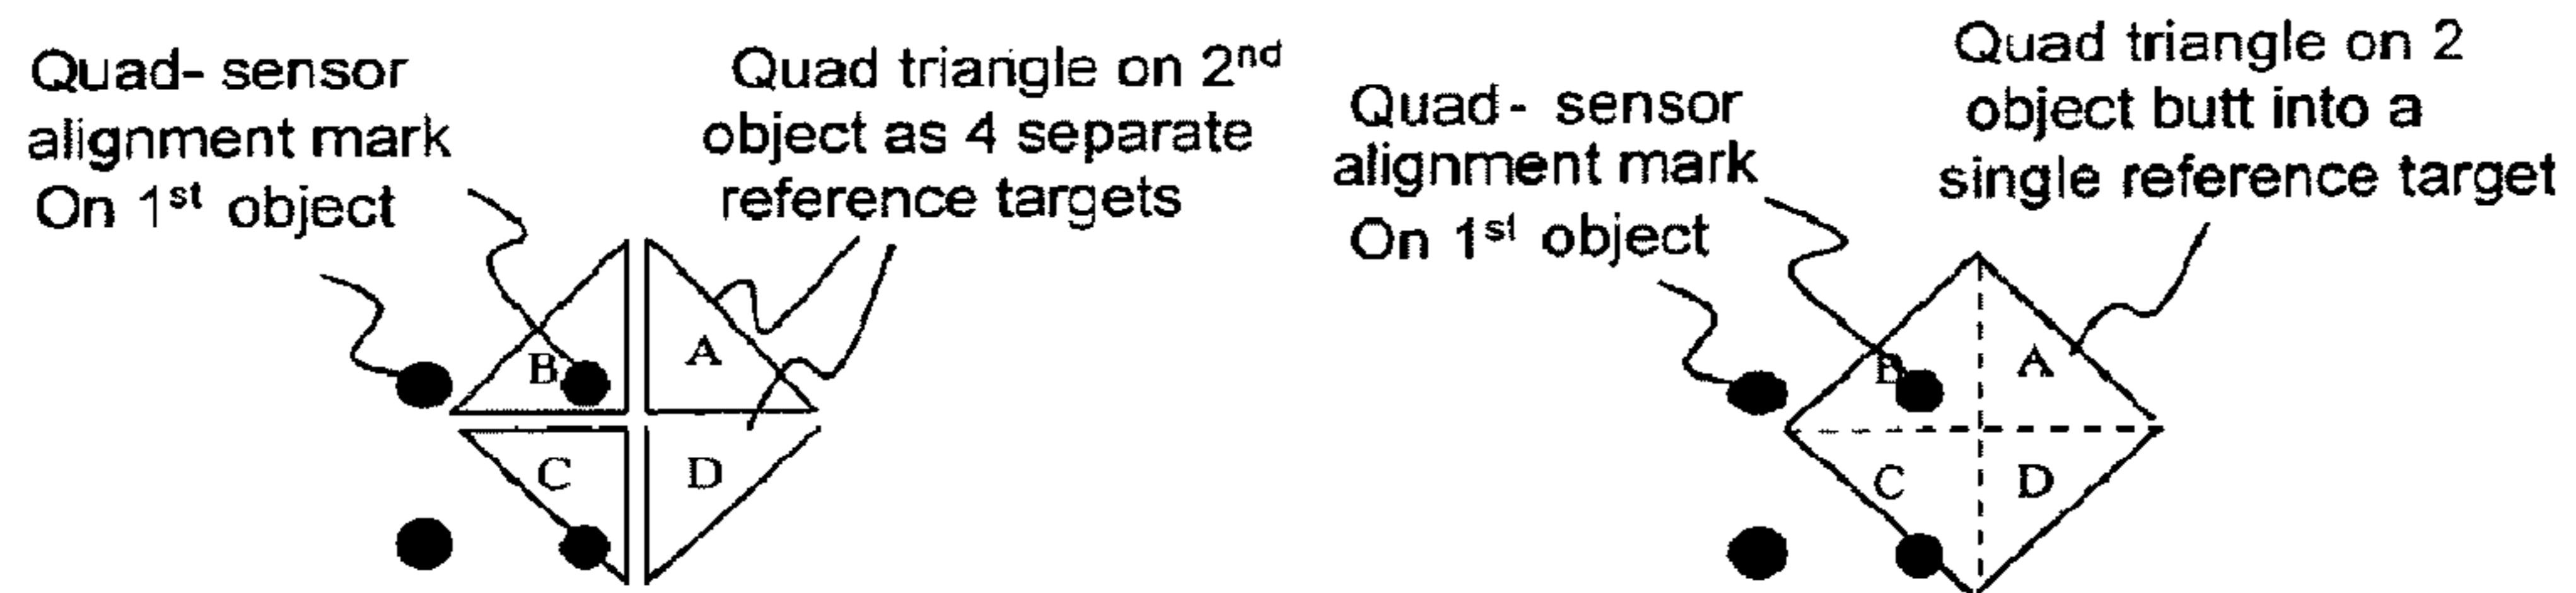 Quad- sensor
alignment mark
On 1st object
Quad triangle on 2nd
object as 4 separate
reference targets
B
A
C
D
Quad- sensor
alignment mark
On 1st object
Quad triangle on 2
object butt into a
single reference target
B
A
C
D